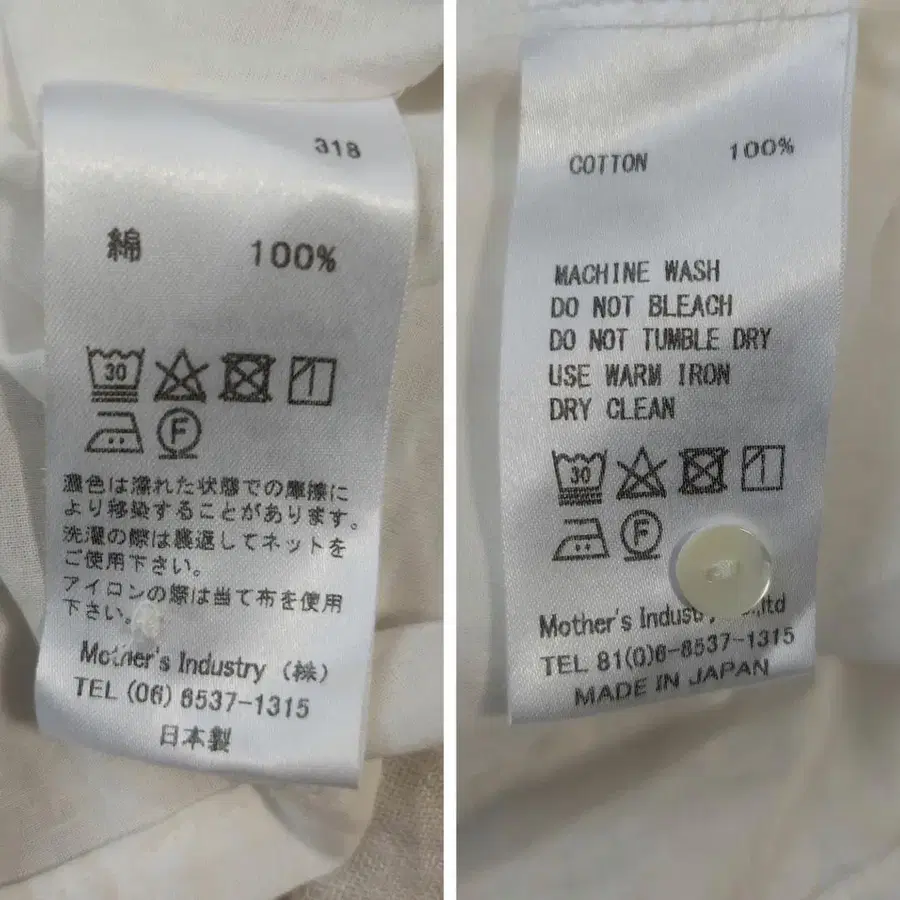 318
綿 100%
30
F
濃色は濡れた状態での摩擦に
より移染することがあります。
洗濯の際は裏返してネットを
ご使用下さい。
アイロンの際は当て布を使用
下さい。
Mother's Industry (株)
TEL (06) 6537-1315
日本製
COTTON 100%
MACHINE WASH
DO NOT BLEACH
DO NOT TUMBLE DRY
USE WARM IRON
DRY CLEAN
30
F
Mother's Indust ltd
TEL 81(0)6-6537-1315
MADE IN JAPAN